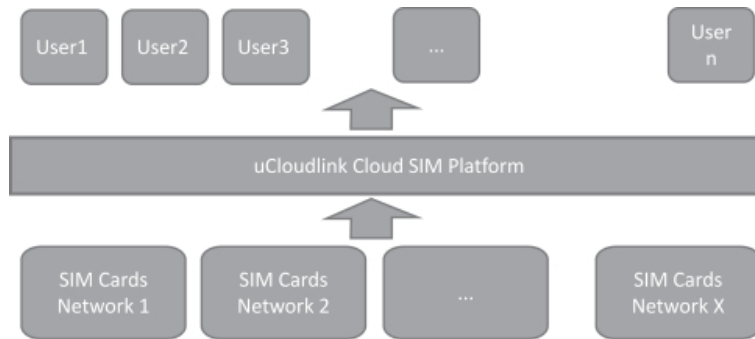 User1
User2
User3
...
User
n
uCloudlink Cloud SIM Platform
SIM Cards
Network 1
SIM Cards
Network 2
...
SIM Cards
Network X